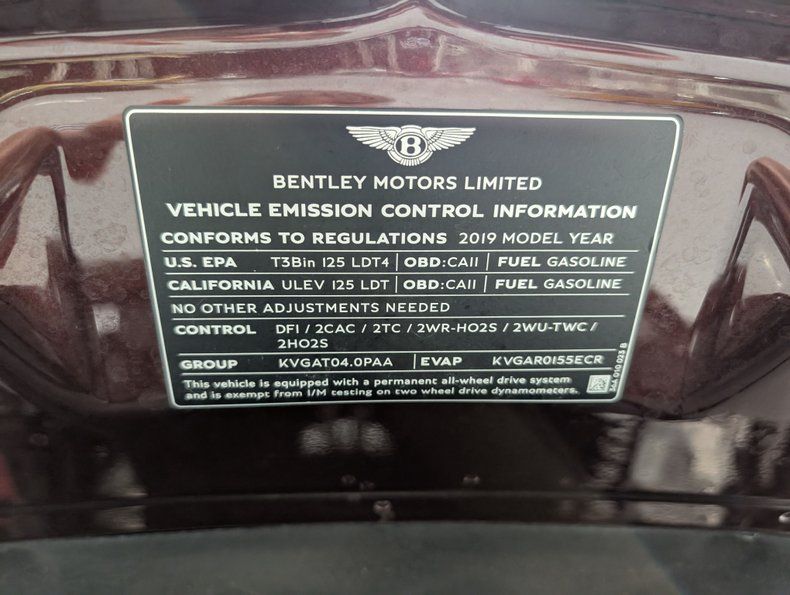 B
BENTLEY MOTORS LIMITED
VEHICLE EMISSION CONTROL INFORMATION
CONFORMS TO REGULATIONS 2019 MODEL YEAR
U.S. EPA T3Bin 125 LDT4 OBD:CAII FUEL GASOLINE
CALIFORNIA ULEV 125 LDT OBD:CAII FUEL GASOLINE
NO OTHER ADJUSTMENTS NEEDED
CONTROL DFI / 2CAC / 2TC / 2WR-HO2S / 2WU-TWC /
2HO2S
GROUP KVGAT04.0PAA EVAP KVGAR0155ECR
This vehicle is equipped with a permanent all-wheel drive system
and is exempt from I/M testing on two wheel drive dynamometers.